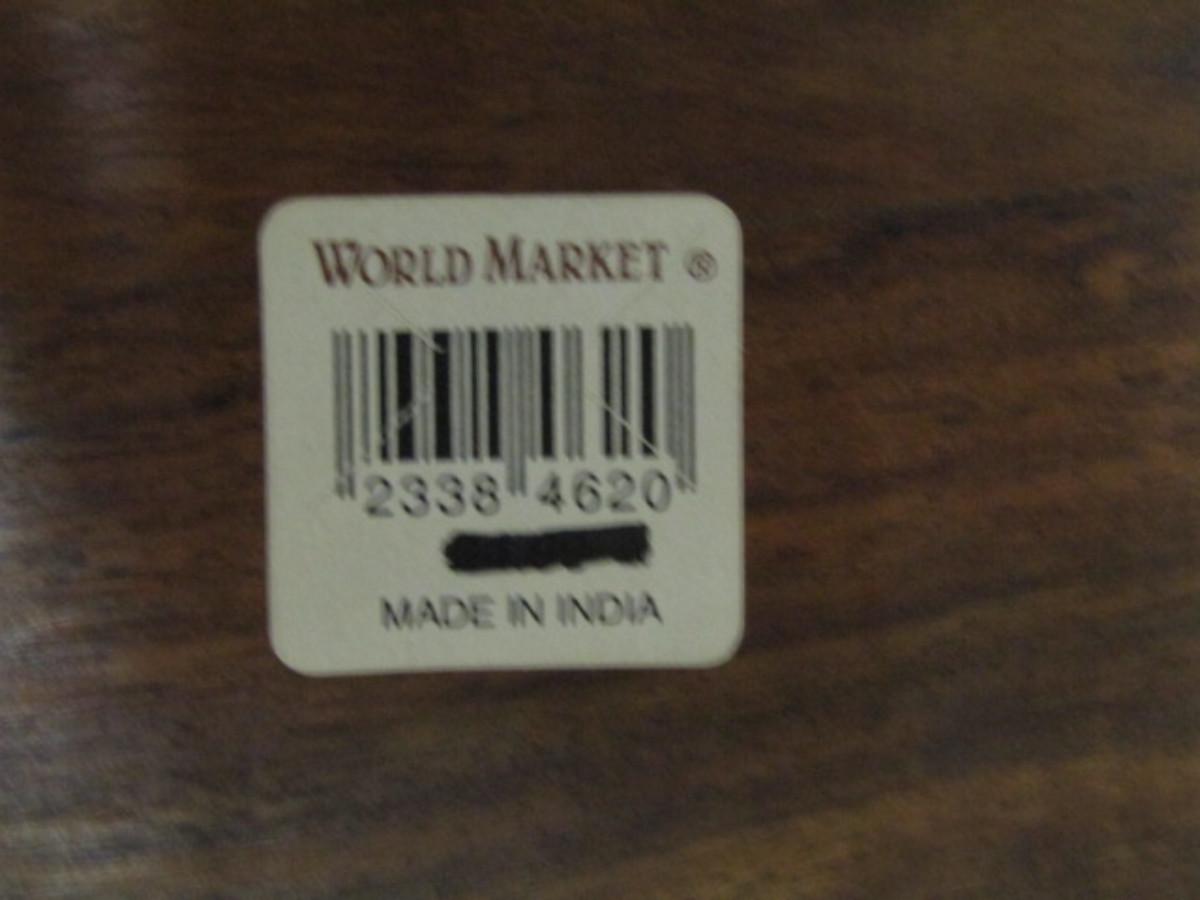 WORLD MARKET ®
2338 4620
MADE IN INDIA